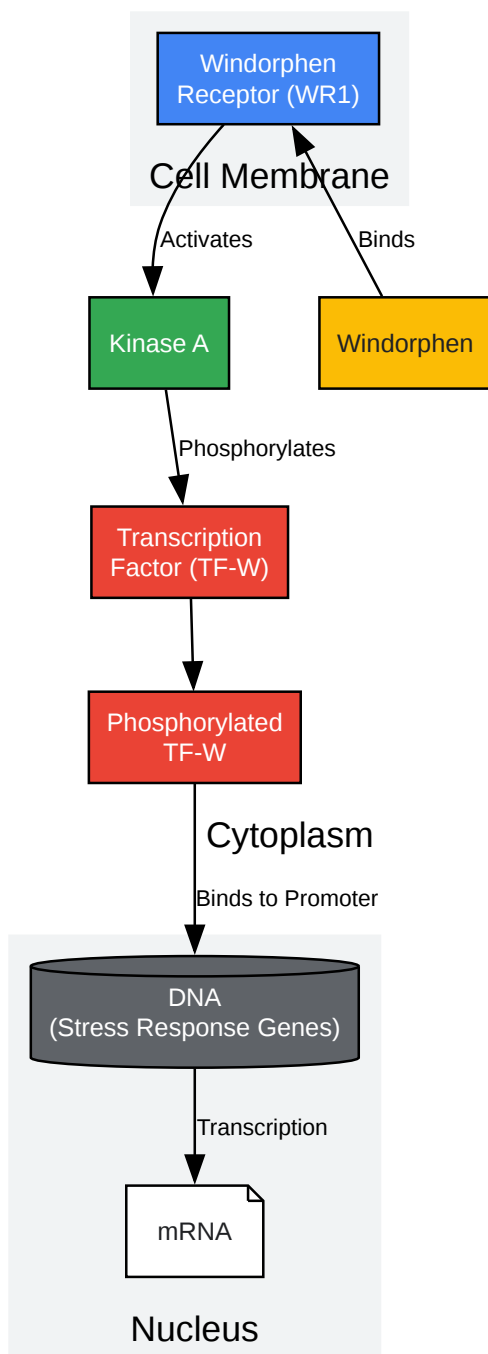 Windorphen
Receptor (WR1)
Cell Membrane
Activates
Binds
Kinase A
Windorphen
Phosphorylates
Transcription
Factor (TF-W)
Phosphorylated
TF-W
Cytoplasm
Binds to Promoter
DNA
(Stress Response Genes)
Transcription
mRNA
Nucleus